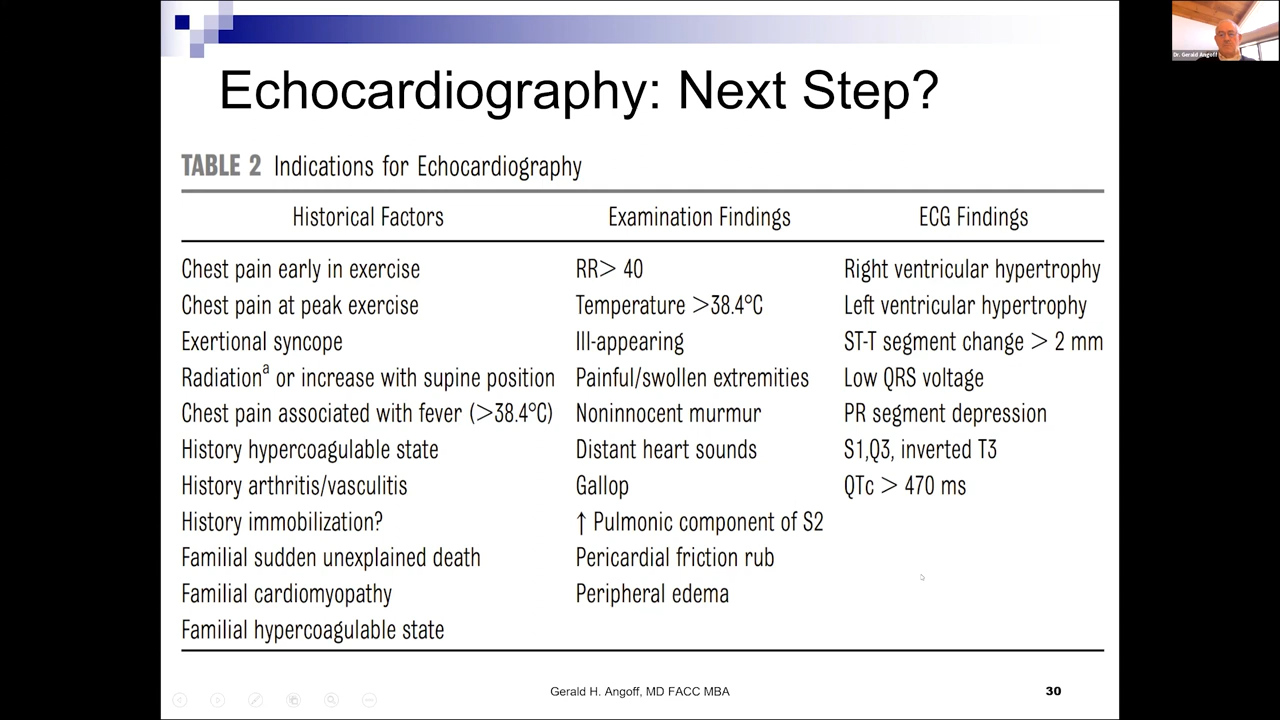 Echocardiography: Next Step?
TABLE 2 Indications for Echocardiography
Historical Factors Examination Findings ECG Findings
Chest pain early in exercise RR> 40 Right ventricular hypertrophy
Chest pain at peak exercise Temperature >38.4°C Left ventricular hypertrophy
Exertional syncope Ill-appearing ST-T segment change > 2 mm
Radiationᵃ or increase with supine position Painful/swollen extremities Low QRS voltage
Chest pain associated with fever (>38.4°C) Noninnocent murmur PR segment depression
History hypercoagulable state Distant heart sounds S1,Q3, inverted T3
History arthritis/vasculitis Gallop QTc > 470 ms
History immobilization? ↑ Pulmonic component of S2
Familial sudden unexplained death Pericardial friction rub
Familial cardiomyopathy Peripheral edema
Familial hypercoagulable state
Gerald H. Angoff, MD FACC MBA 30
Dr. Gerald Angoff